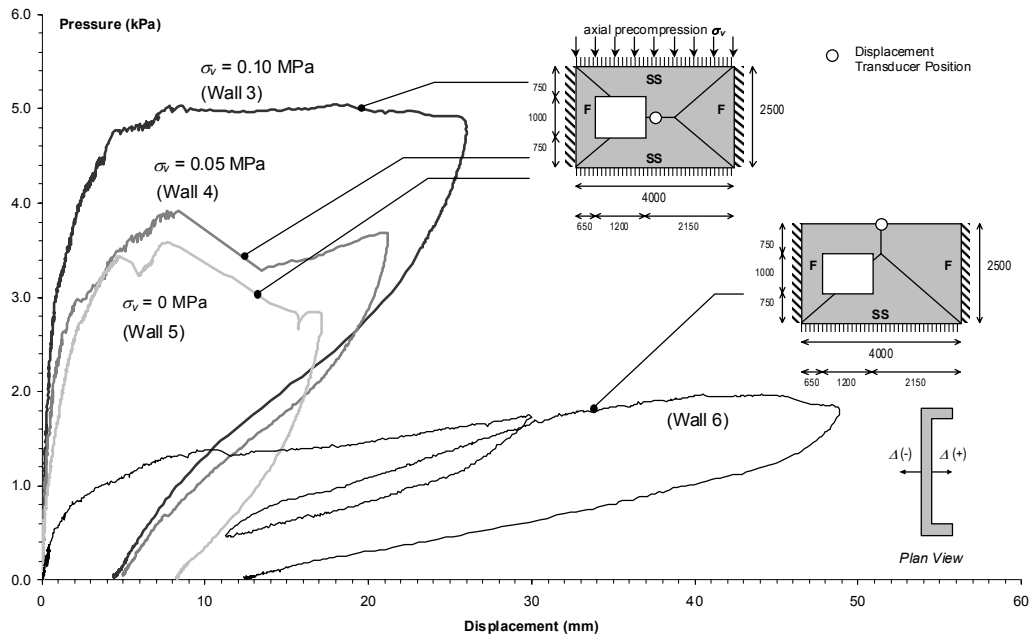 6.0
Pressure (kPa)
5.0
4.0
3.0
2.0
1.0
0.0
0
10
20
30
40
50
60
Displacement (mm)
σv = 0.10 MPa
(Wall 3)
σv = 0.05 MPa
(Wall 4)
σv = 0 MPa
(Wall 5)
(Wall 6)
axial precompression σv
SS
F
F
SS
750
1000
750
2500
4000
650
1200
2150
Displacement
Transducer Position
F
F
SS
750
1000
750
2500
4000
650
1200
2150
Δ (-)
Δ (+)
Plan View